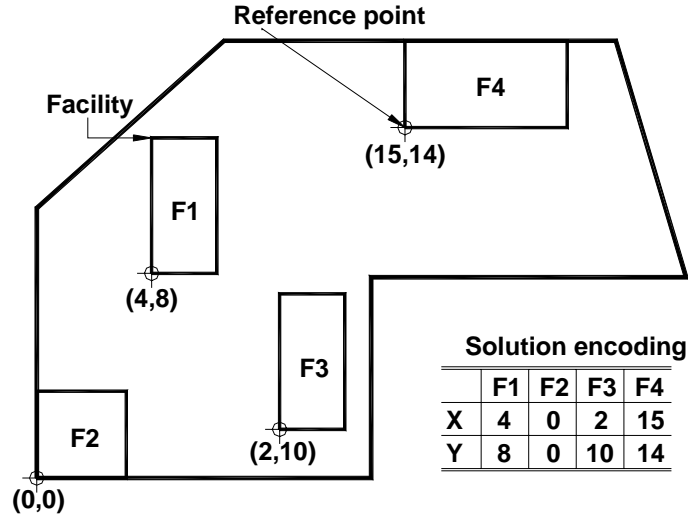 Reference point
Facility
F4
(15,14)
F1
(4,8)
F3
(2,10)
F2
(0,0)
Solution encoding
F1 F2 F3 F4
X 4 0 2 15
Y 8 0 10 14